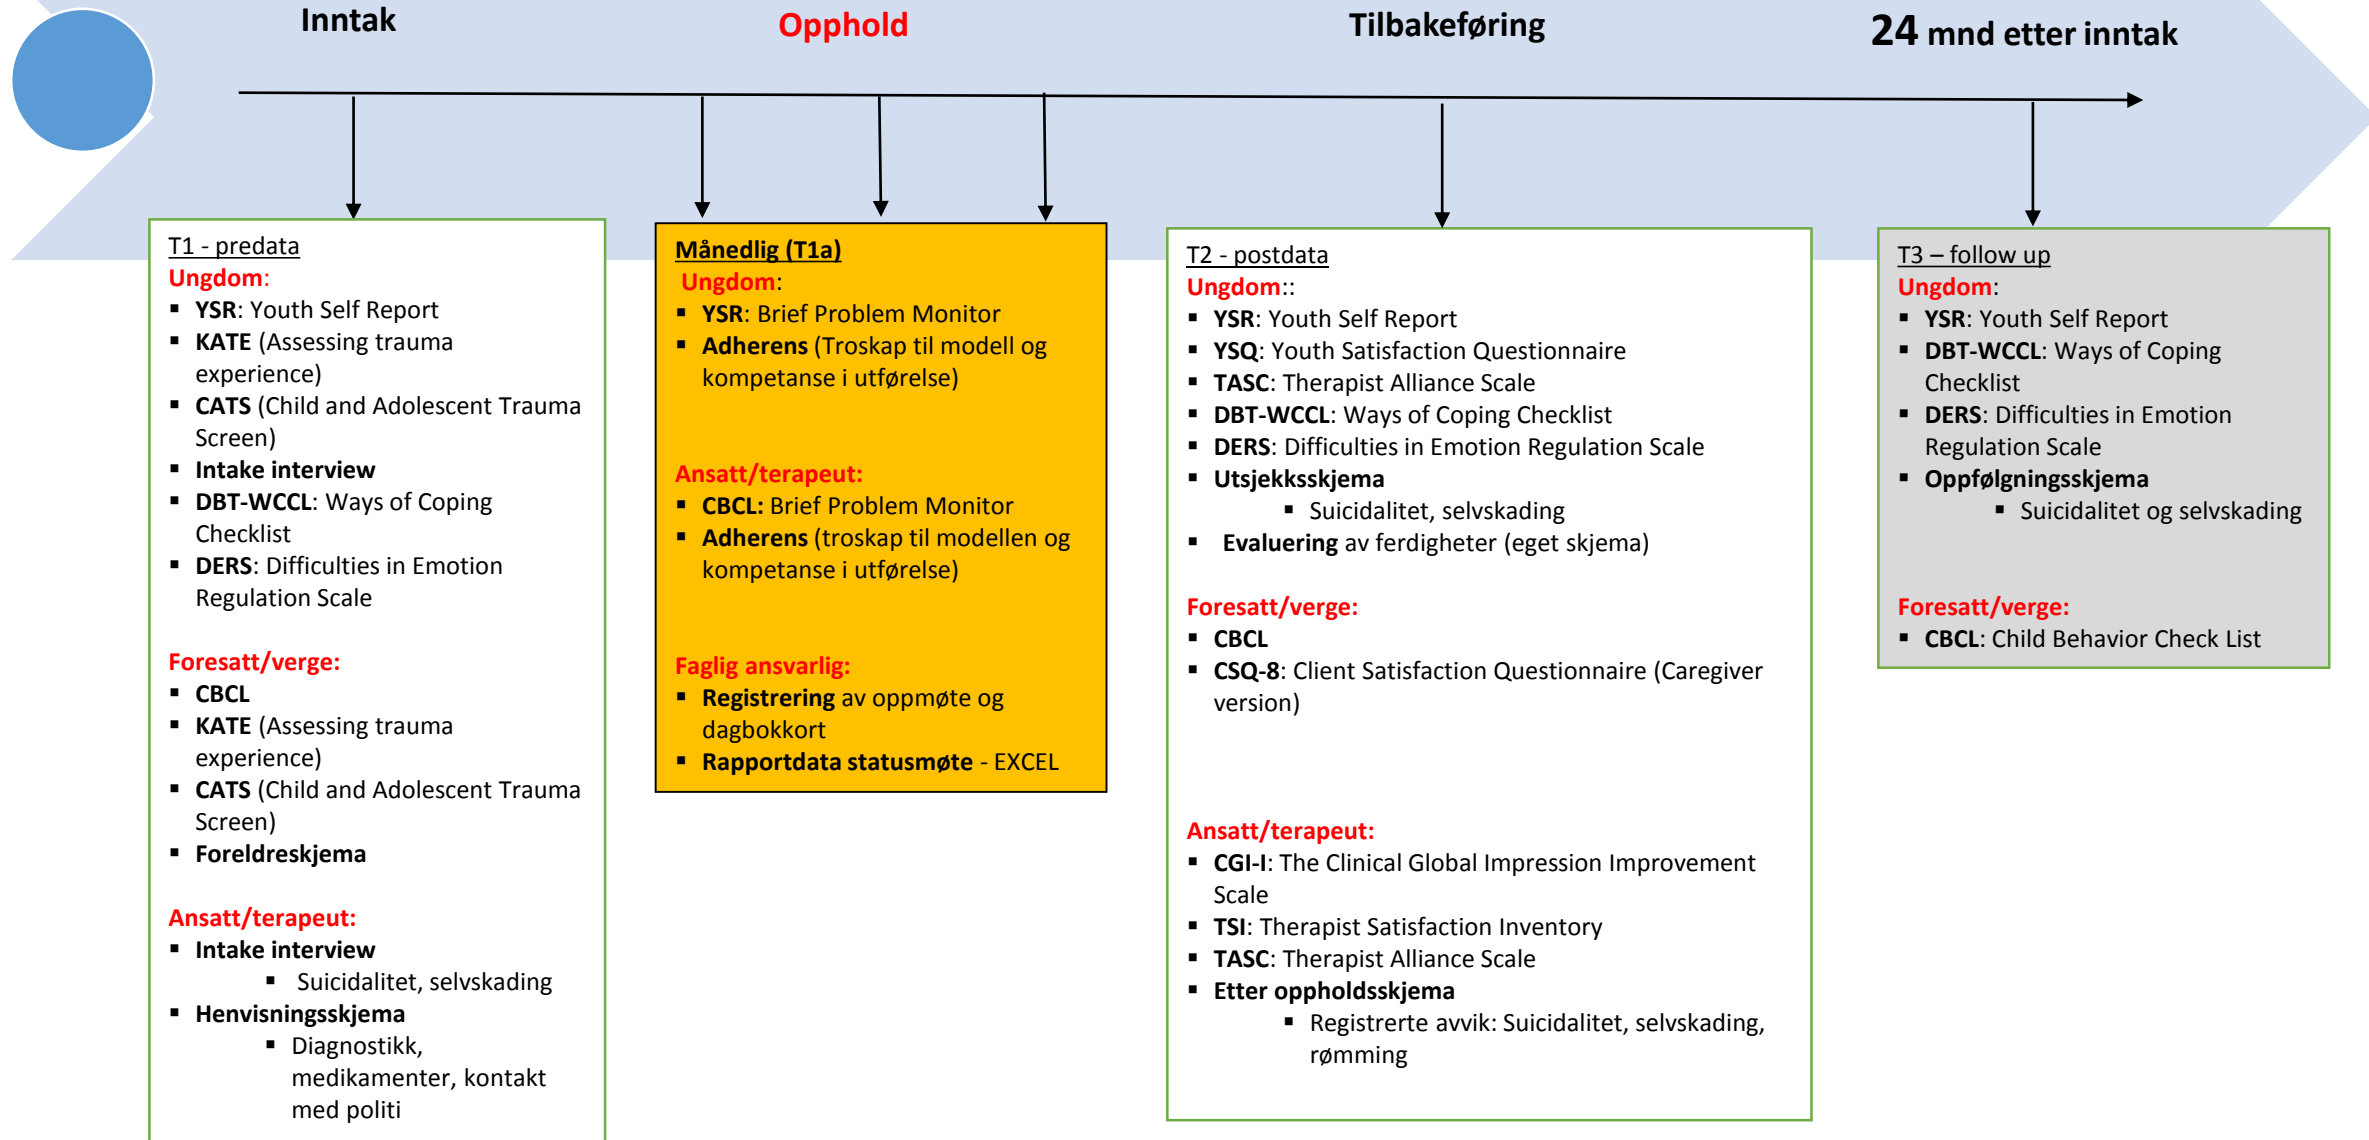 Inntak
Opphold
Tilbakeføring
24 mnd etter inntak
T1 - predata
Ungdom:
▪ YSR: Youth Self Report
▪ KATE (Assessing trauma
experience)
▪ CATS (Child and Adolescent Trauma
Screen)
▪ Intake interview
▪ DBT-WCCL: Ways of Coping
Checklist
▪ DERS: Difficulties in Emotion
Regulation Scale
Foresatt/verge:
▪ CBCL
▪ KATE (Assessing trauma
experience)
▪ CATS (Child and Adolescent Trauma
Screen)
▪ Foreldreskjema
Ansatt/terapeut:
▪ Intake interview
▪ Suicidalitet, selvskading
▪ Henvisningsskjema
▪ Diagnostikk,
medikamenter, kontakt
med politi
Månedlig (T1a)
Ungdom:
▪ YSR: Brief Problem Monitor
▪ Adherens (Troskap til modell og
kompetanse i utførelse)
Ansatt/terapeut:
▪ CBCL: Brief Problem Monitor
▪ Adherens (troskap til modellen og
kompetanse i utførelse)
Faglig ansvarlig:
▪ Registrering av oppmøte og
dagbokkort
▪ Rapportdata statusmøte - EXCEL
T2 - postdata
Ungdom::
▪ YSR: Youth Self Report
▪ YSQ: Youth Satisfaction Questionnaire
▪ TASC: Therapist Alliance Scale
▪ DBT-WCCL: Ways of Coping Checklist
▪ DERS: Difficulties in Emotion Regulation Scale
▪ Utsjekksskjema
▪ Suicidalitet, selvskading
▪ Evaluering av ferdigheter (eget skjema)
Foresatt/verge:
▪ CBCL
▪ CSQ-8: Client Satisfaction Questionnaire (Caregiver
version)
Ansatt/terapeut:
▪ CGI-I: The Clinical Global Impression Improvement
Scale
▪ TSI: Therapist Satisfaction Inventory
▪ TASC: Therapist Alliance Scale
▪ Etter oppholdsskjema
▪ Registrerte avvik: Suicidalitet, selvskading,
rømming
T3 – follow up
Ungdom:
▪ YSR: Youth Self Report
▪ DBT-WCCL: Ways of Coping
Checklist
▪ DERS: Difficulties in Emotion
Regulation Scale
▪ Oppfølgningsskjema
▪ Suicidalitet og selvskading
Foresatt/verge:
▪ CBCL: Child Behavior Check List